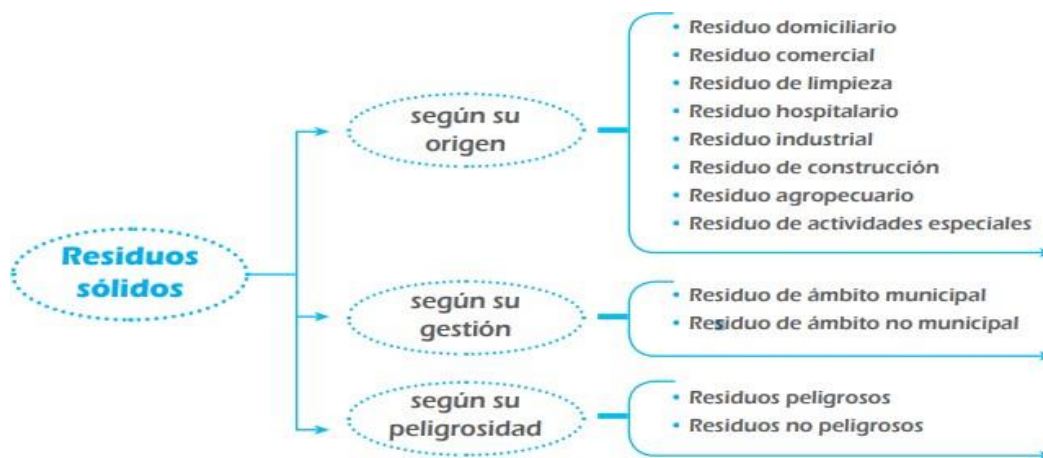 Residuos
sólidos
según su
origen
• Residuo domiciliario
• Residuo comercial
• Residuo de limpieza
• Residuo hospitalario
• Residuo industrial
• Residuo de construcción
• Residuo agropecuario
• Residuo de actividades especiales
según su
gestión
• Residuo de ámbito municipal
• Residuo de ámbito no municipal
según su
peligrosidad
• Residuos peligrosos
• Residuos no peligrosos